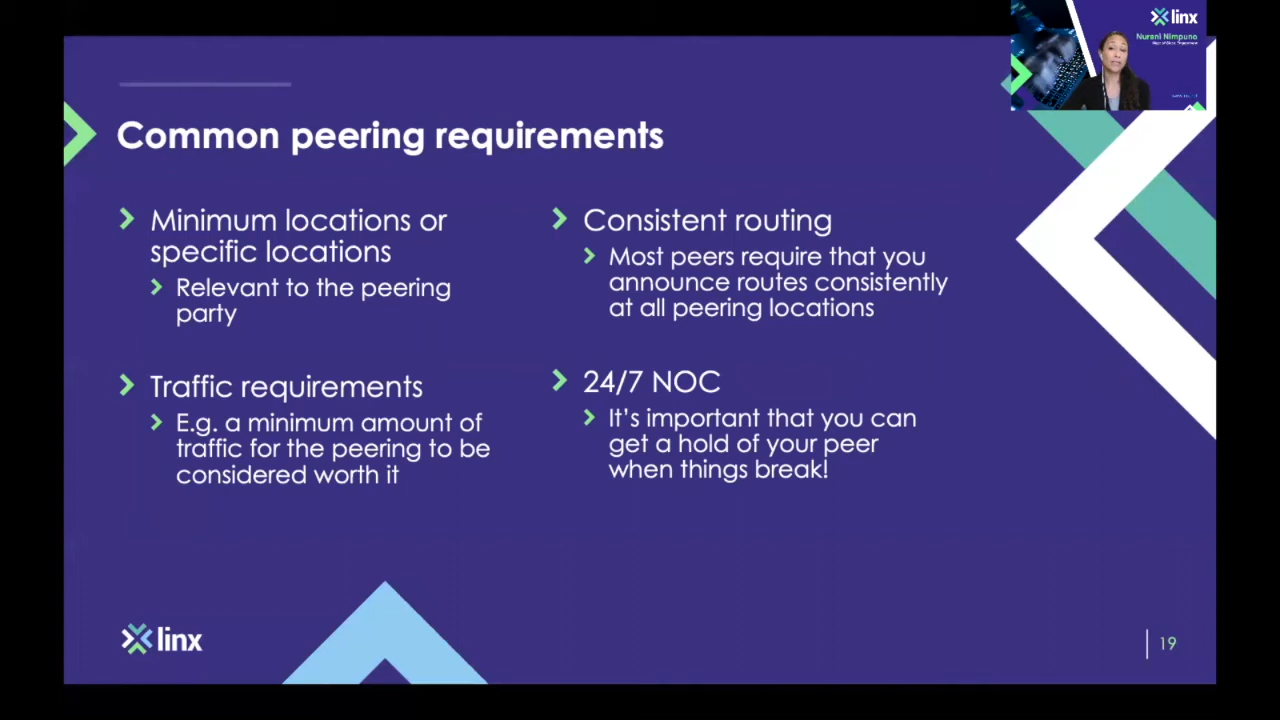 linx
Nurani Nimpuno
Common peering requirements
Minimum locations or
specific locations
Relevant to the peering
party
Traffic requirements
E.g. a minimum amount of
traffic for the peering to be
considered worth it
Consistent routing
Most peers require that you
announce routes consistently
at all peering locations
24/7 NOC
It's important that you can
get a hold of your peer
when things break!
linx
19